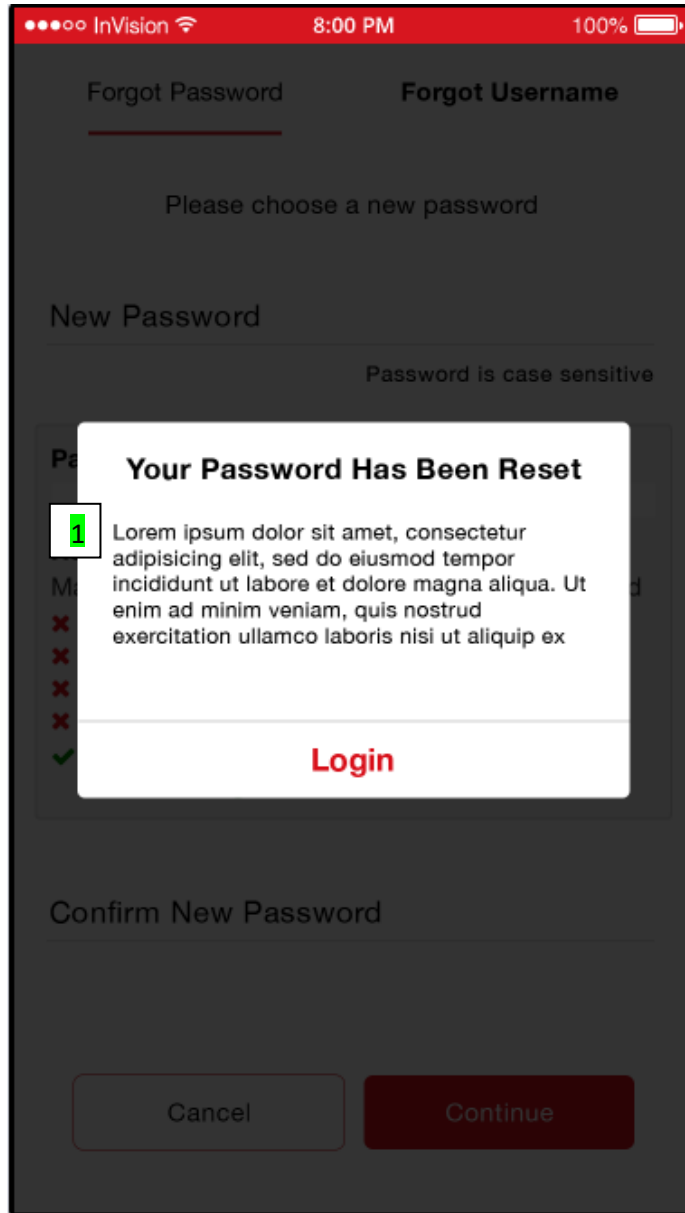 InVision 8:00 PM 100%
Forgot Password Forgot Username
Please choose a new password
New Password
Password is case sensitive
Your Password Has Been Reset
1
Lorem ipsum dolor sit amet, consectetur
adipisicing elit, sed do eiusmod tempor
incididunt ut labore et dolore magna aliqua. Ut
enim ad minim veniam, quis nostrud
exercitation ullamco laboris nisi ut aliquip ex
Login
Confirm New Password
Cancel Continue